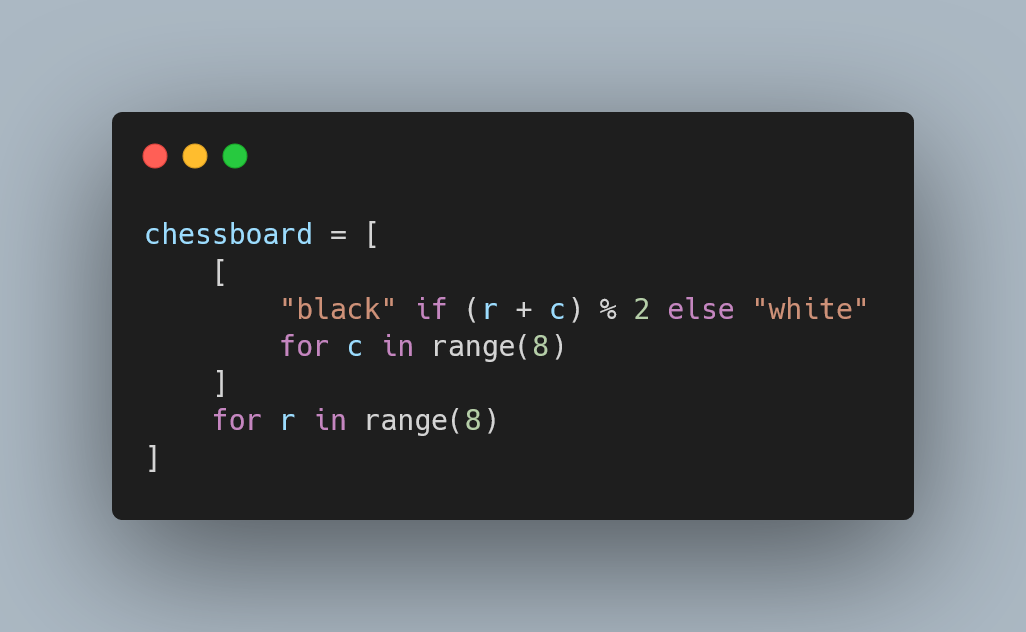 chessboard = [
    [
        "black" if (r + c) % 2 else "white"
        for c in range(8)
    ]
    for r in range(8)
]